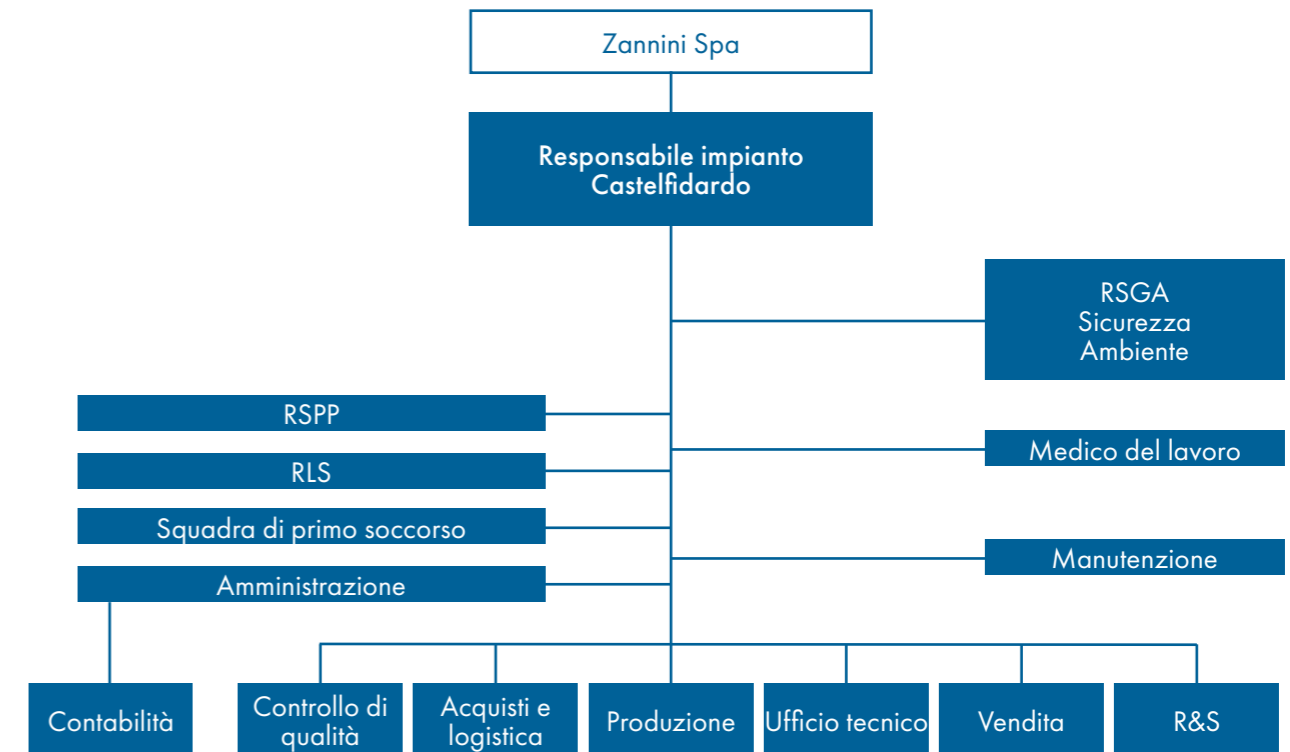 Zannini Spa
Responsabile impianto
Castelfidardo
RSGA
Sicurezza
Ambiente
RSPP
Medico del lavoro
RLS
Squadra di primo soccorso
Manutenzione
Amministrazione
Contabilità
Controllo di
qualità
Acquisti e
logistica
Produzione
Ufficio tecnico
Vendita
R&S